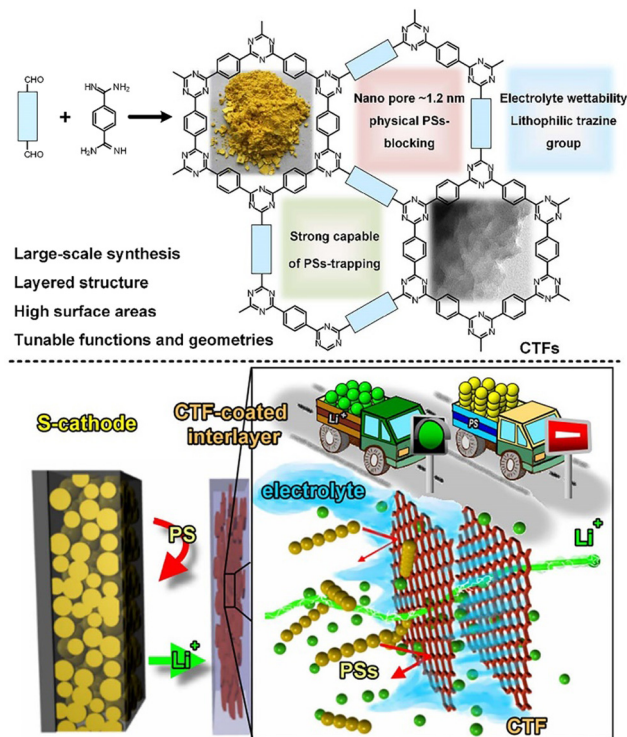 CHO
CHO
+
HN
NH₂
H₂N
NH
Nano pore ~1.2 nm
physical PSs-
blocking
Electrolyte wettability
Lithophilic trazine
group
Strong capable
of PSs-trapping
Large-scale synthesis
Layered structure
High surface areas
Tunable functions and geometries
CTFs
S-cathode
CTF-coated
interlayer
Li⁺
PS
electrolyte
PS
Li⁺
Li⁺
PSs
CTF